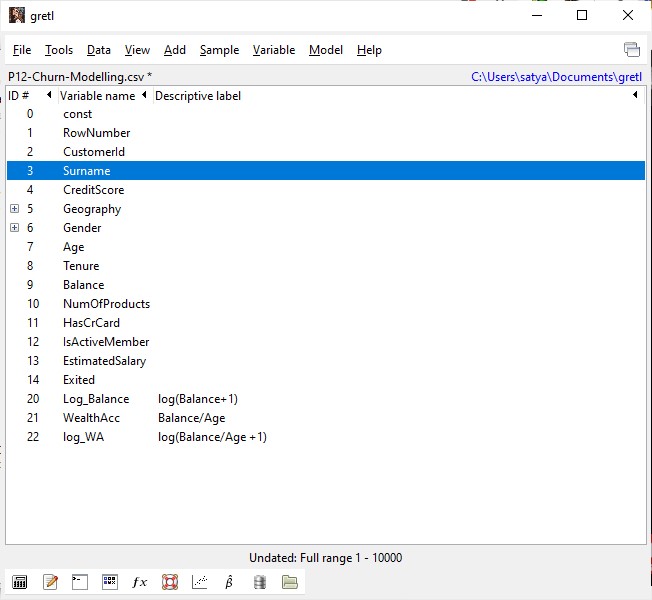 gretl
File Tools Data View Add Sample Variable Model Help
P12-Churn-Modelling.csv * C:\Users\satya\Documents\gretl
ID # Variable name Descriptive label
0 const
1 RowNumber
2 CustomerId
3 Surname
4 CreditScore
5 Geography
6 Gender
7 Age
8 Tenure
9 Balance
10 NumOfProducts
11 HasCrCard
12 IsActiveMember
13 EstimatedSalary
14 Exited
20 Log_Balance log(Balance+1)
21 WealthAcc Balance/Age
22 log_WA log(Balance/Age +1)
Undated: Full range 1 - 10000
fx β̂